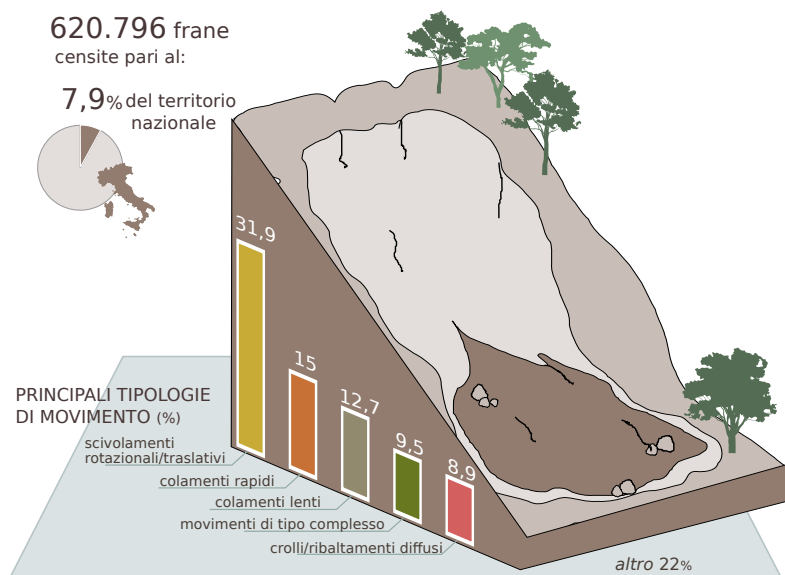 620.796 frane
censite pari al:
7,9% del territorio
nazionale
31,9
15
12,7
9,5
8,9
PRINCIPALI TIPOLOGIE
DI MOVIMENTO (%)
scivolamenti
rotazionali/traslativi
colamenti rapidi
colamenti lenti
movimenti di tipo complesso
crolli/ribaltamenti diffusi
altro 22%